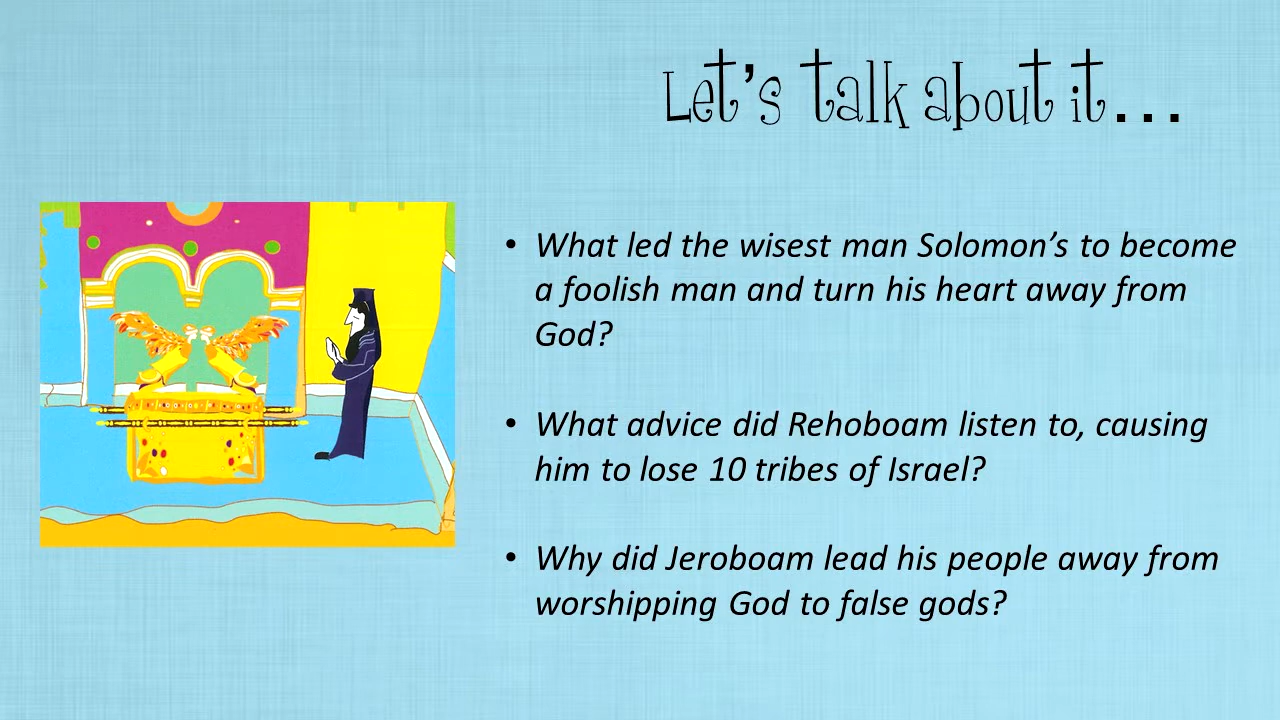 Let's talk about it...
• What led the wisest man Solomon’s to become
a foolish man and turn his heart away from
God?
• What advice did Rehoboam listen to, causing
him to lose 10 tribes of Israel?
• Why did Jeroboam lead his people away from
worshipping God to false gods?